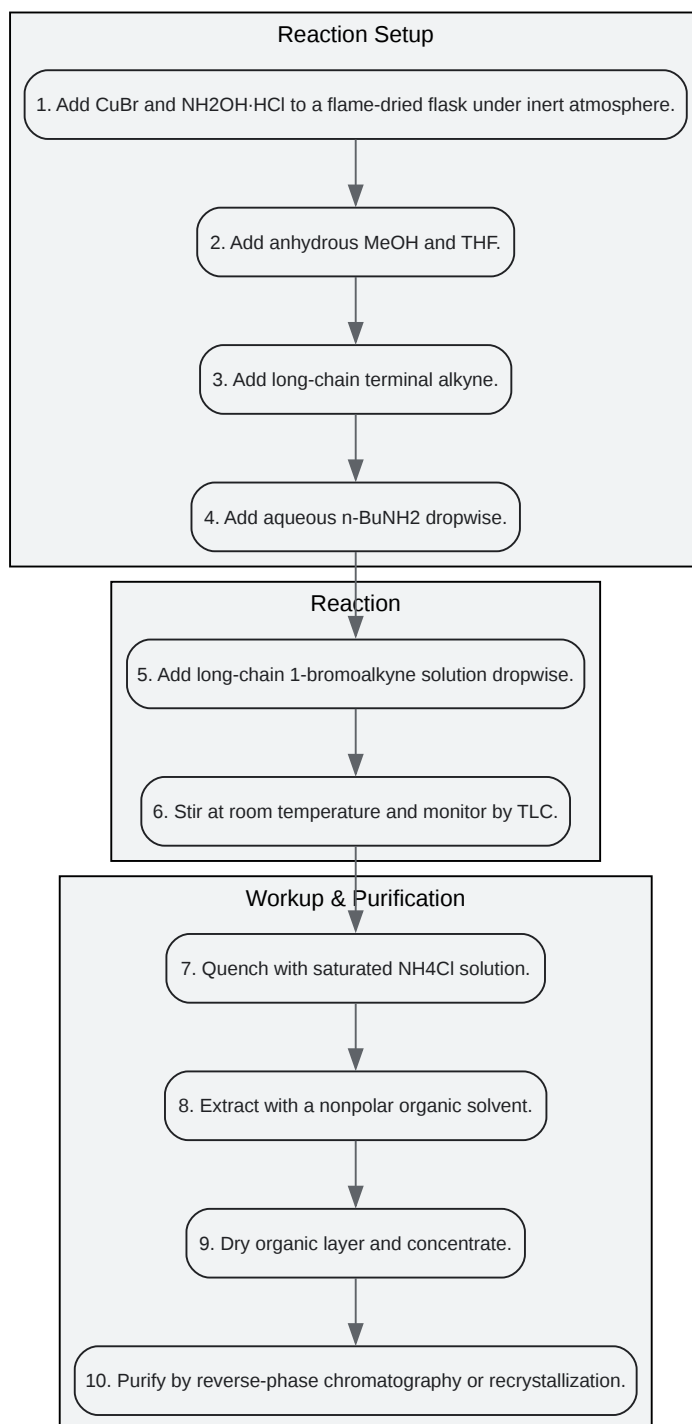 Reaction Setup
1. Add CuBr and NH2OH·HCl to a flame-dried flask under inert atmosphere.
2. Add anhydrous MeOH and THF.
3. Add long-chain terminal alkyne.
4. Add aqueous n-BuNH2 dropwise.
Reaction
5. Add long-chain 1-bromoalkyne solution dropwise.
6. Stir at room temperature and monitor by TLC.
Workup & Purification
7. Quench with saturated NH4Cl solution.
8. Extract with a nonpolar organic solvent.
9. Dry organic layer and concentrate.
10. Purify by reverse-phase chromatography or recrystallization.